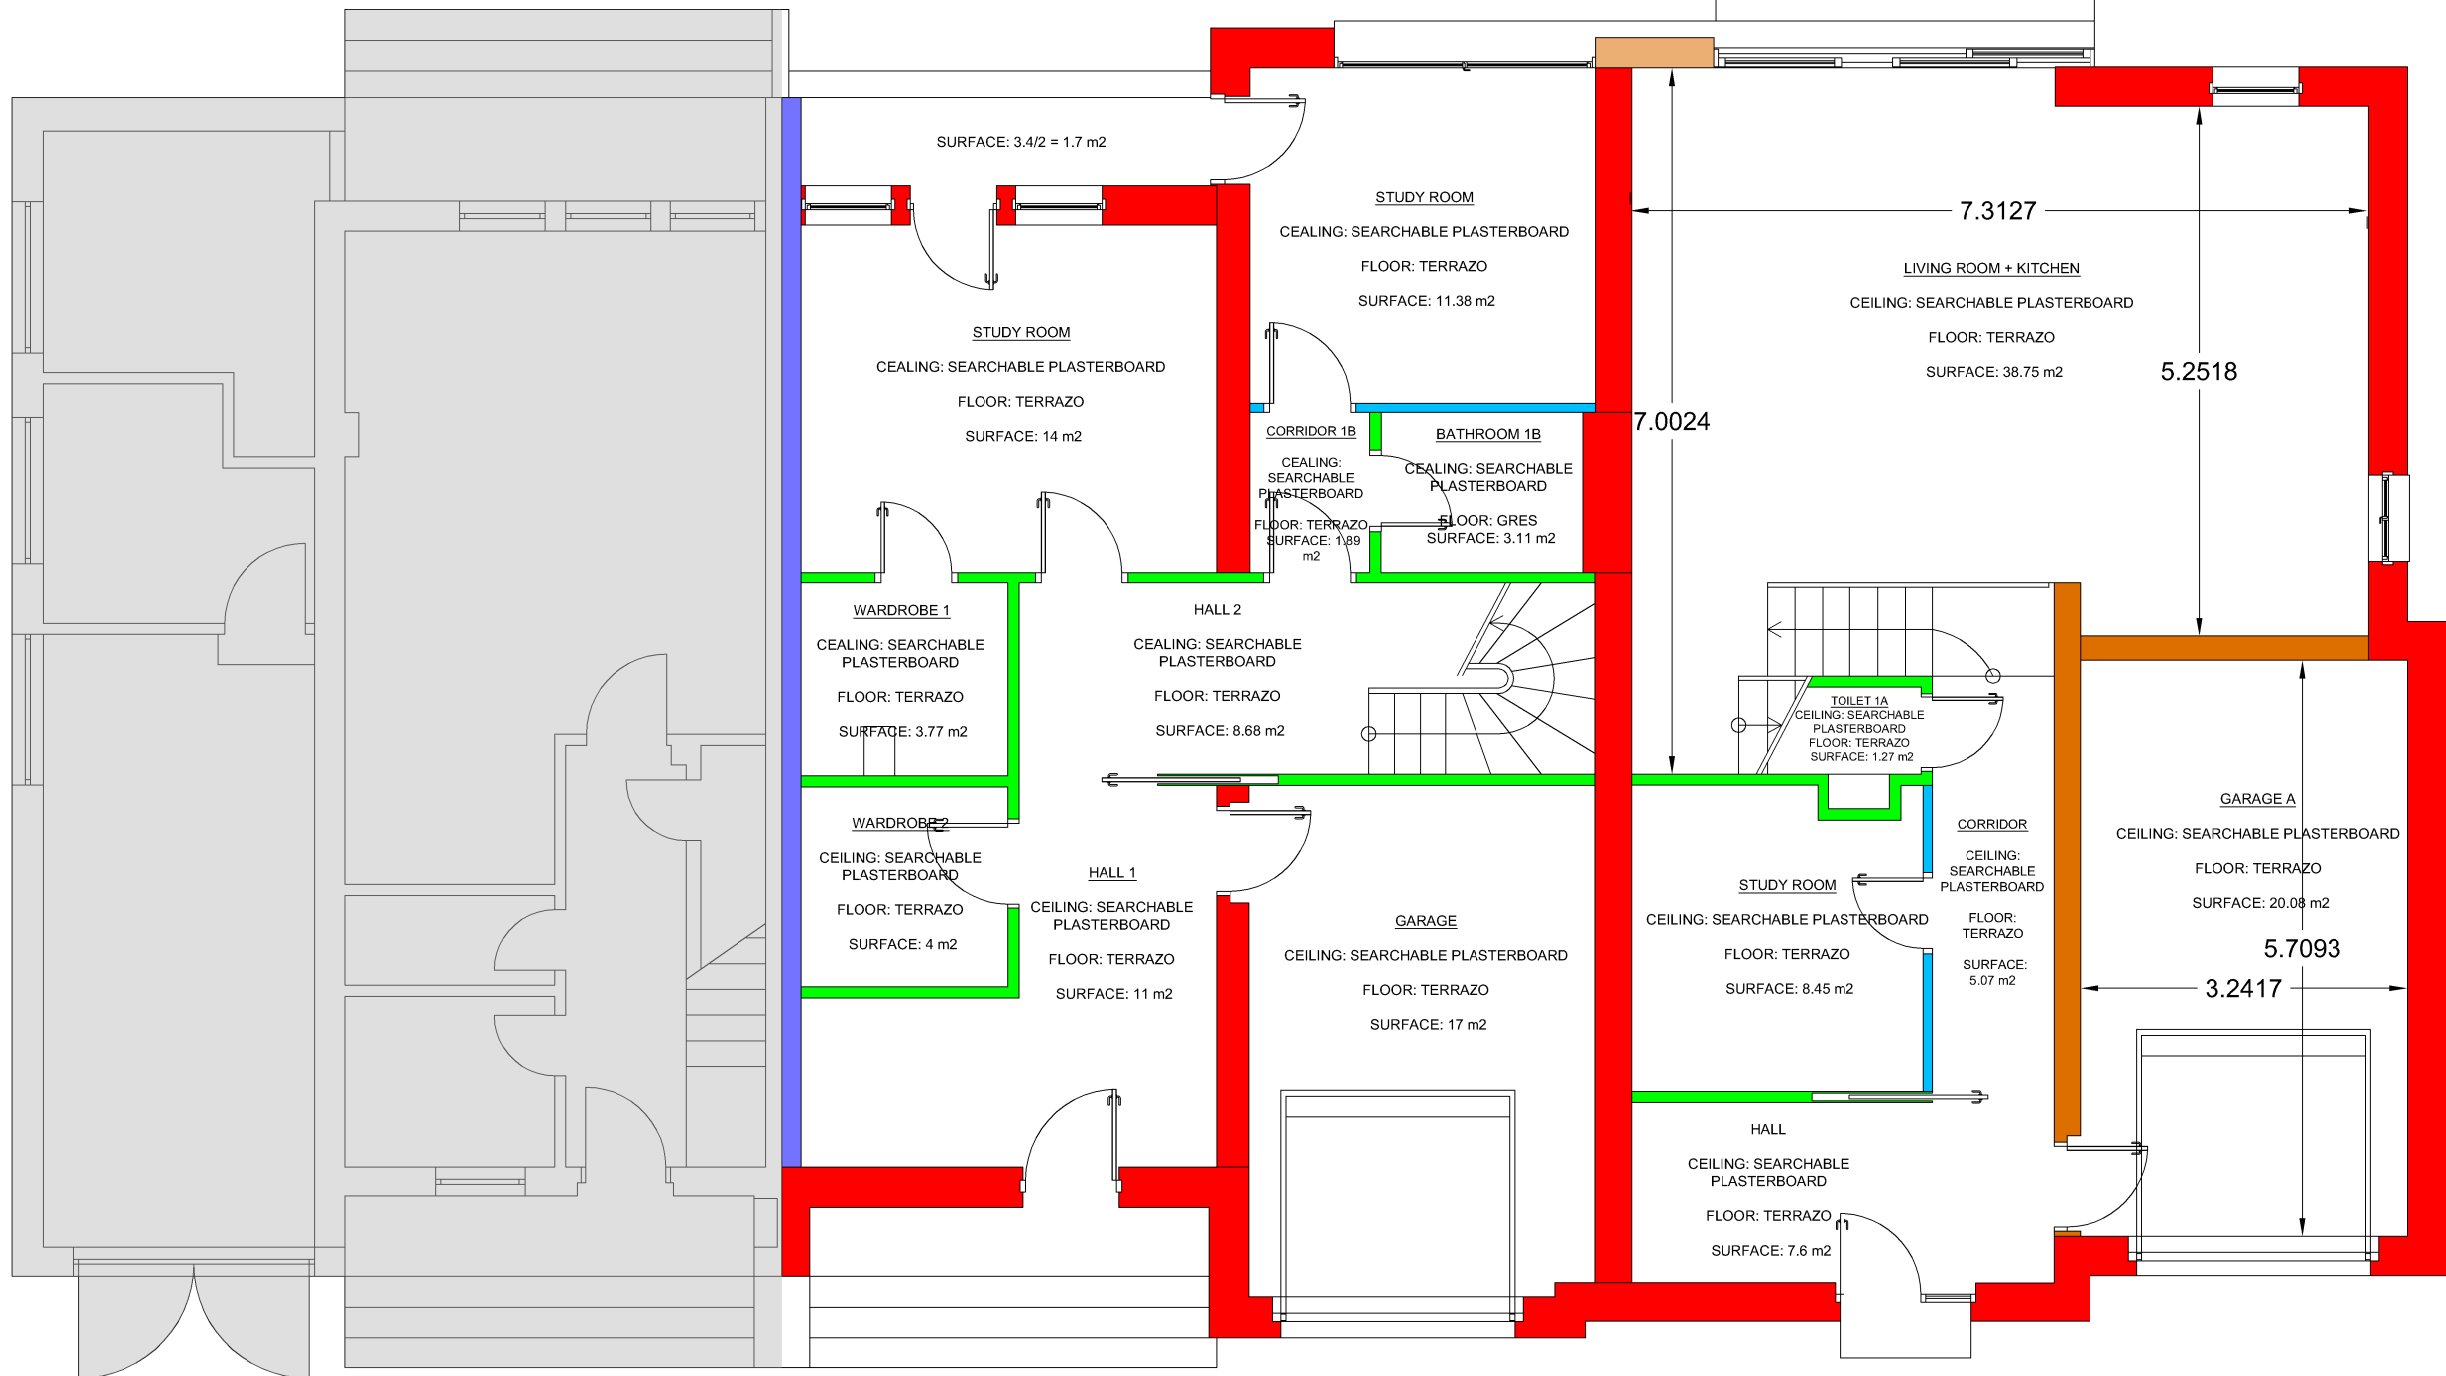 SURFACE: 3.4/2 = 1.7 m2
STUDY ROOM
CEALING: SEARCHABLE PLASTERBOARD
FLOOR: TERRAZO
SURFACE: 14 m2
STUDY ROOM
CEALING: SEARCHABLE PLASTERBOARD
FLOOR: TERRAZO
SURFACE: 11.38 m2
7.3127
LIVING ROOM + KITCHEN
CEILING: SEARCHABLE PLASTERBOARD
FLOOR: TERRAZO
SURFACE: 38.75 m2
5.2518
7.0024
CORRIDOR 1B
CEALING:
SEARCHABLE
PLASTERBOARD
FLOOR: TERRAZO
SURFACE: 1.89
m2
BATHROOM 1B
CEALING: SEARCHABLE
PLASTERBOARD
FLOOR: GRES
SURFACE: 3.11 m2
WARDROBE 1
CEALING: SEARCHABLE
PLASTERBOARD
FLOOR: TERRAZO
SURFACE: 3.77 m2
HALL 2
CEALING: SEARCHABLE
PLASTERBOARD
FLOOR: TERRAZO
SURFACE: 8.68 m2
TOILET 1A
CEILING: SEARCHABLE
PLASTERBOARD
FLOOR: TERRAZO
SURFACE: 1.27 m2
WARDROBE 2
CEILING: SEARCHABLE
PLASTERBOARD
FLOOR: TERRAZO
SURFACE: 4 m2
HALL 1
CEILING: SEARCHABLE
PLASTERBOARD
FLOOR: TERRAZO
SURFACE: 11 m2
GARAGE
CEILING: SEARCHABLE PLASTERBOARD
FLOOR: TERRAZO
SURFACE: 17 m2
STUDY ROOM
CEILING: SEARCHABLE PLASTERBOARD
FLOOR: TERRAZO
SURFACE: 8.45 m2
CORRIDOR
CEILING:
SEARCHABLE
PLASTERBOARD
FLOOR:
TERRAZO
SURFACE:
5.07 m2
GARAGE A
CEILING: SEARCHABLE PLASTERBOARD
FLOOR: TERRAZO
SURFACE: 20.08 m2
5.7093
3.2417
HALL
CEILING: SEARCHABLE
PLASTERBOARD
FLOOR: TERRAZO
SURFACE: 7.6 m2